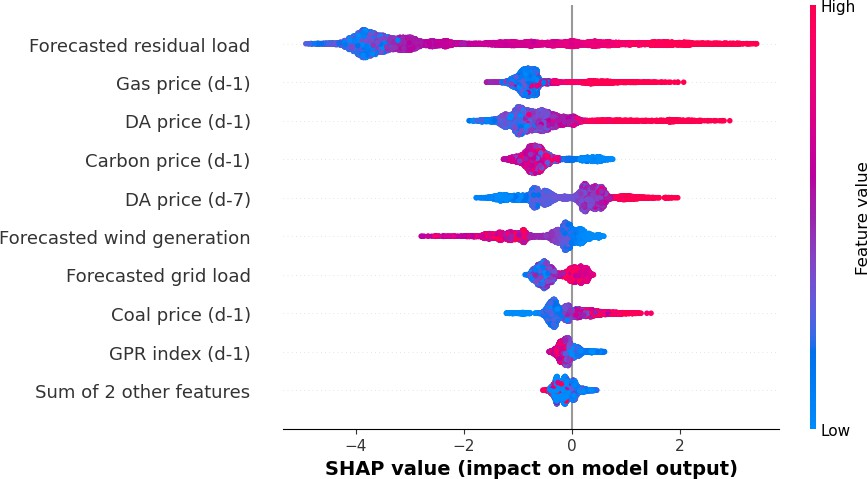 High
Forecasted residual load
Gas price (d-1)
DA price (d-1)
Carbon price (d-1)
DA price (d-7)
Forecasted wind generation
Forecasted grid load
Coal price (d-1)
GPR index (d-1)
Sum of 2 other features
Feature value
Low
−4 −2 0 2
SHAP value (impact on model output)